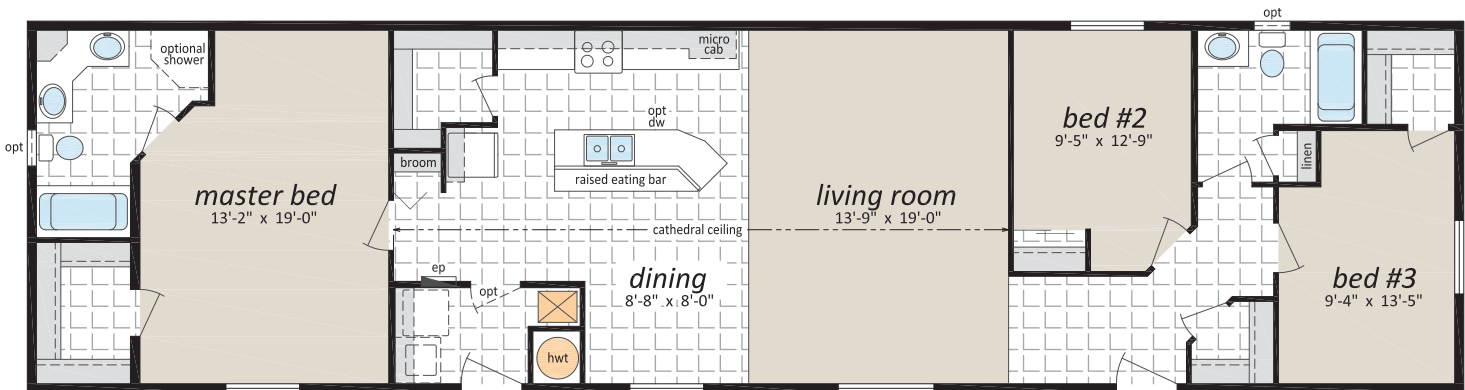 opt
optional
shower
micro
cab
opt
dw
bed #2
9'-5" x 12'-9"
opt
broom
linen
raised eating bar
master bed
13'-2" x 19'-0"
living room
13'-9" x 19'-0"
cathedral ceiling
ep
dining
8'-8" x 8'-0"
bed #3
9'-4" x 13'-5"
opt
hwt